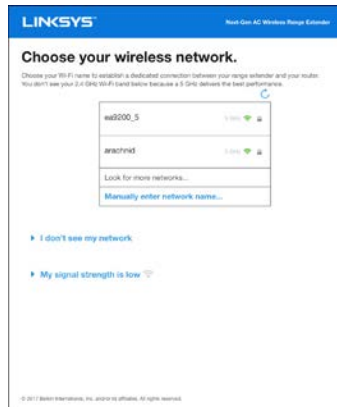 LINKSYS™
Next-Gen AC Wireless Range Extender
Choose your wireless network.
Choose your Wi-Fi name to establish a dedicated connection between your range extender and your router.
You don't see your 2.4 GHz Wi-Fi band below because a 5 GHz delivers the best performance.
ea9200_5
arachnid
Look for more networks...
Manually enter network name...
I don't see my network
My signal strength is low
© 2017 Belkin International, Inc. and/or its affiliates. All rights reserved.